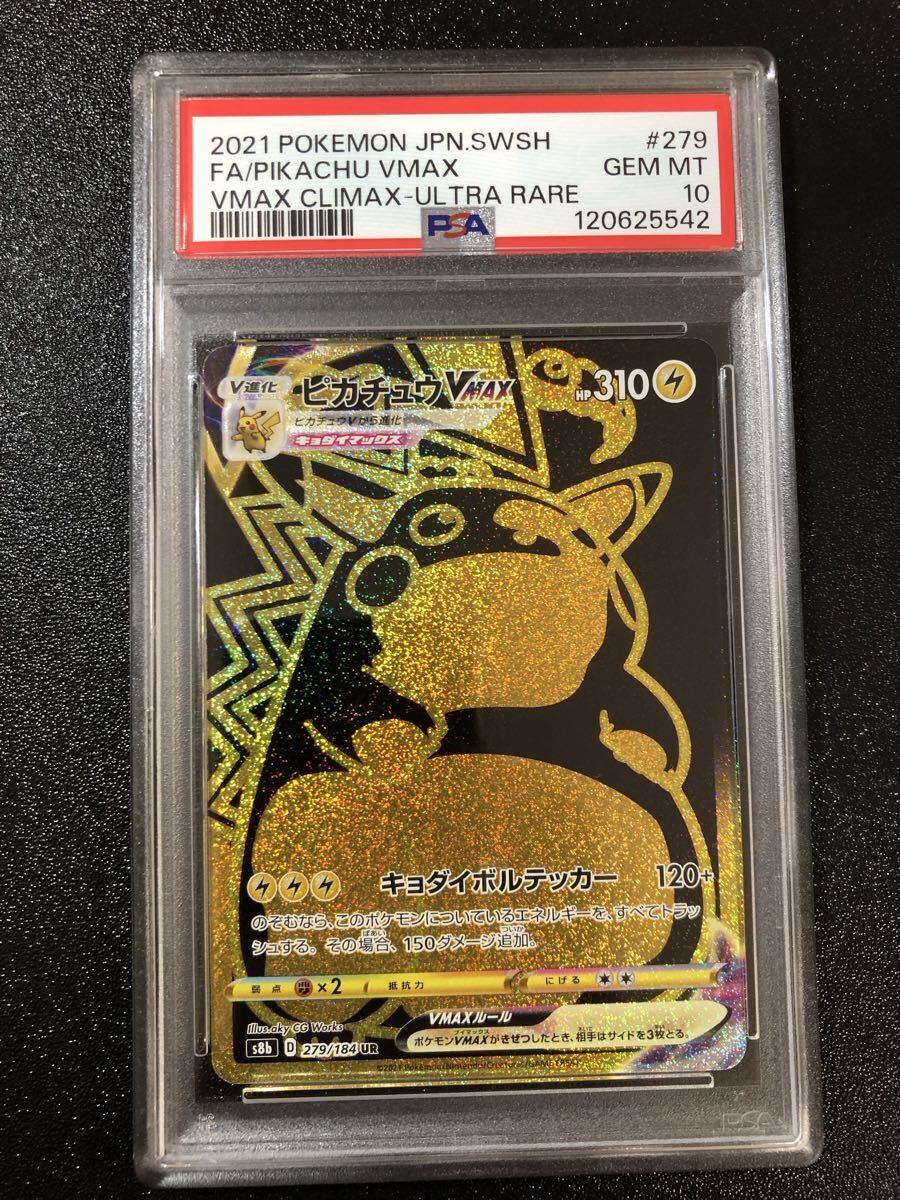 2021 POKEMON JPN.SWSH #279
FA/PIKACHU VMAX GEM MT
VMAX CLIMAX-ULTRA RARE 10
PSA 120625542
V進化 ピカチュウVMAX HP310
ピカチュウVから進化
キョダイマックス
キョダイボルテッカー 120+
のぞむなら、このポケモンについているエネルギーを、すべてトラッ
シュする。その場合、150ダメージ追加。
弱点 ×2 抵抗力 にげる
Illus.aky CG Works
VMAXルール
s8b D 279/184 UR
ポケモンVMAXがきぜつしたとき、相手はサイドを3枚とる。
©2021 Pokémon/Nintendo/Creatures/GAME FREAK
PSA